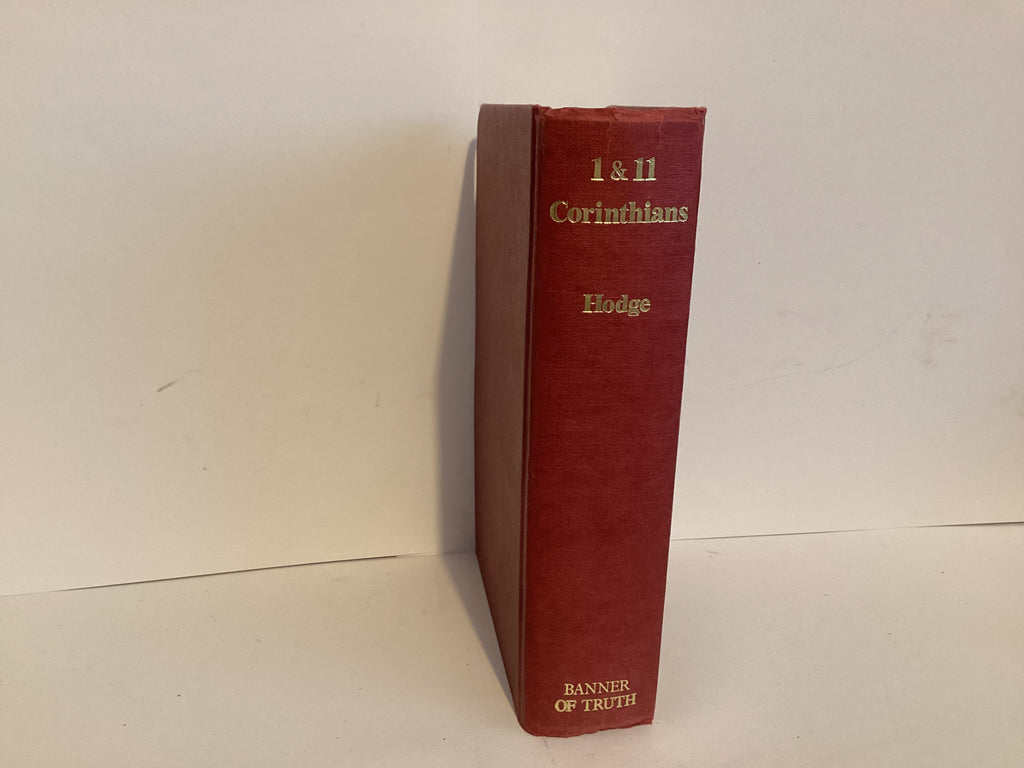 1 & 11
Corinthians
Hodge
BANNER
OF TRUTH